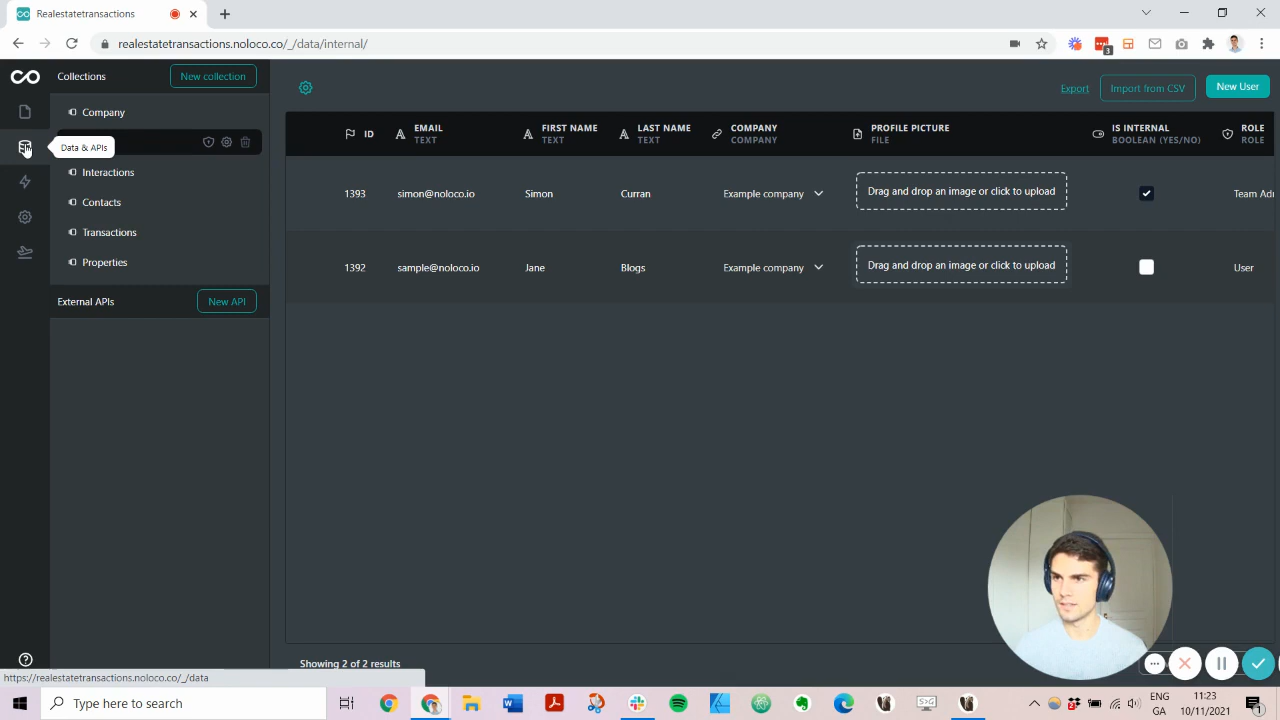 Realestatetransactions
realestatetransactions.noloco.co/_/data/internal/
3
Collections
New collection
Company
Data & APIs
Interactions
Contacts
Transactions
Properties
External APIs
New API
Export
Import from CSV
New User
ID
EMAIL
TEXT
FIRST NAME
TEXT
LAST NAME
TEXT
COMPANY
COMPANY
PROFILE PICTURE
FILE
IS INTERNAL
BOOLEAN (YES/NO)
ROLE
ROLE
1393 simon@noloco.io Simon Curran Example company Drag and drop an image or click to upload Team Adr
1392 sample@noloco.io Jane Blogs Example company Drag and drop an image or click to upload User
Showing 2 of 2 results
https://realestatetransactions.noloco.co/_/data
Type here to search
S>G
ENG
GA
11:23
10/11/2021
1